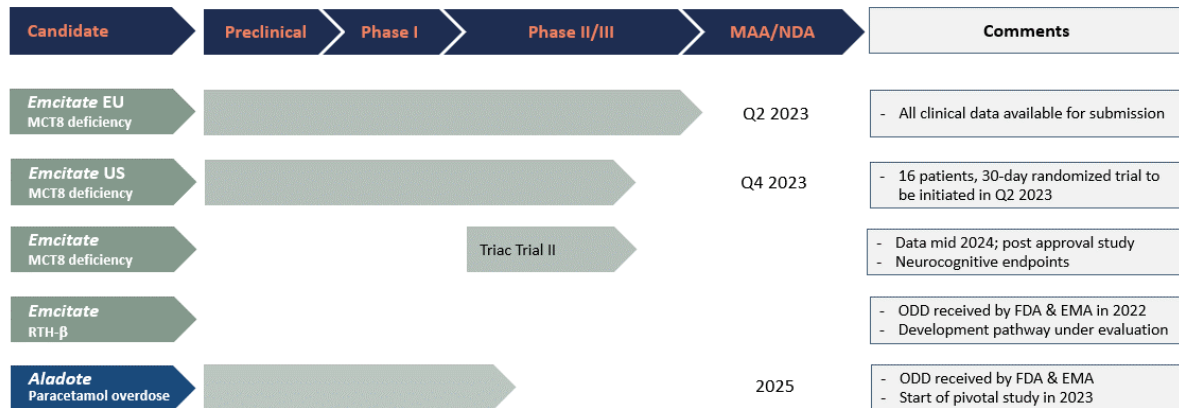 Candidate
Preclinical
Phase I
Phase II/III
MAA/NDA
Comments
Emcitate EU
MCT8 deficiency
Q2 2023
- All clinical data available for submission
Emcitate US
MCT8 deficiency
Q4 2023
- 16 patients, 30-day randomized trial to
be initiated in Q2 2023
Emcitate
MCT8 deficiency
Triac Trial II
- Data mid 2024; post approval study
- Neurocognitive endpoints
Emcitate
RTH-β
- ODD received by FDA & EMA in 2022
- Development pathway under evaluation
Aladote
Paracetamol overdose
2025
- ODD received by FDA & EMA
- Start of pivotal study in 2023